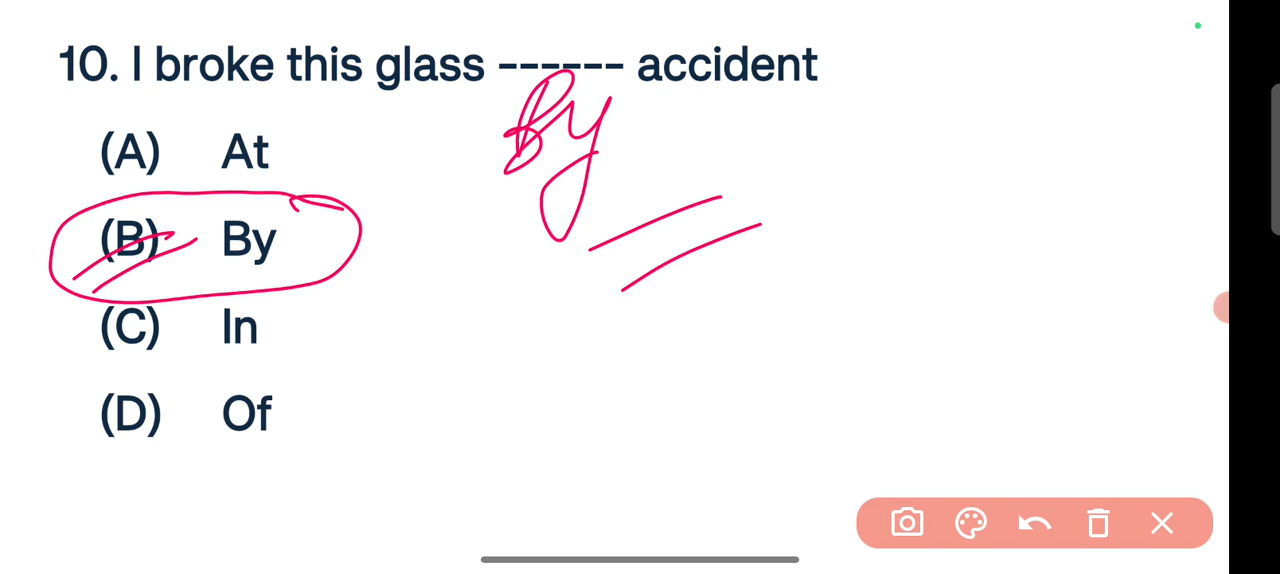 10. I broke this glass ------ accident
By
(A) At
(B) By
(C) In
(D) Of